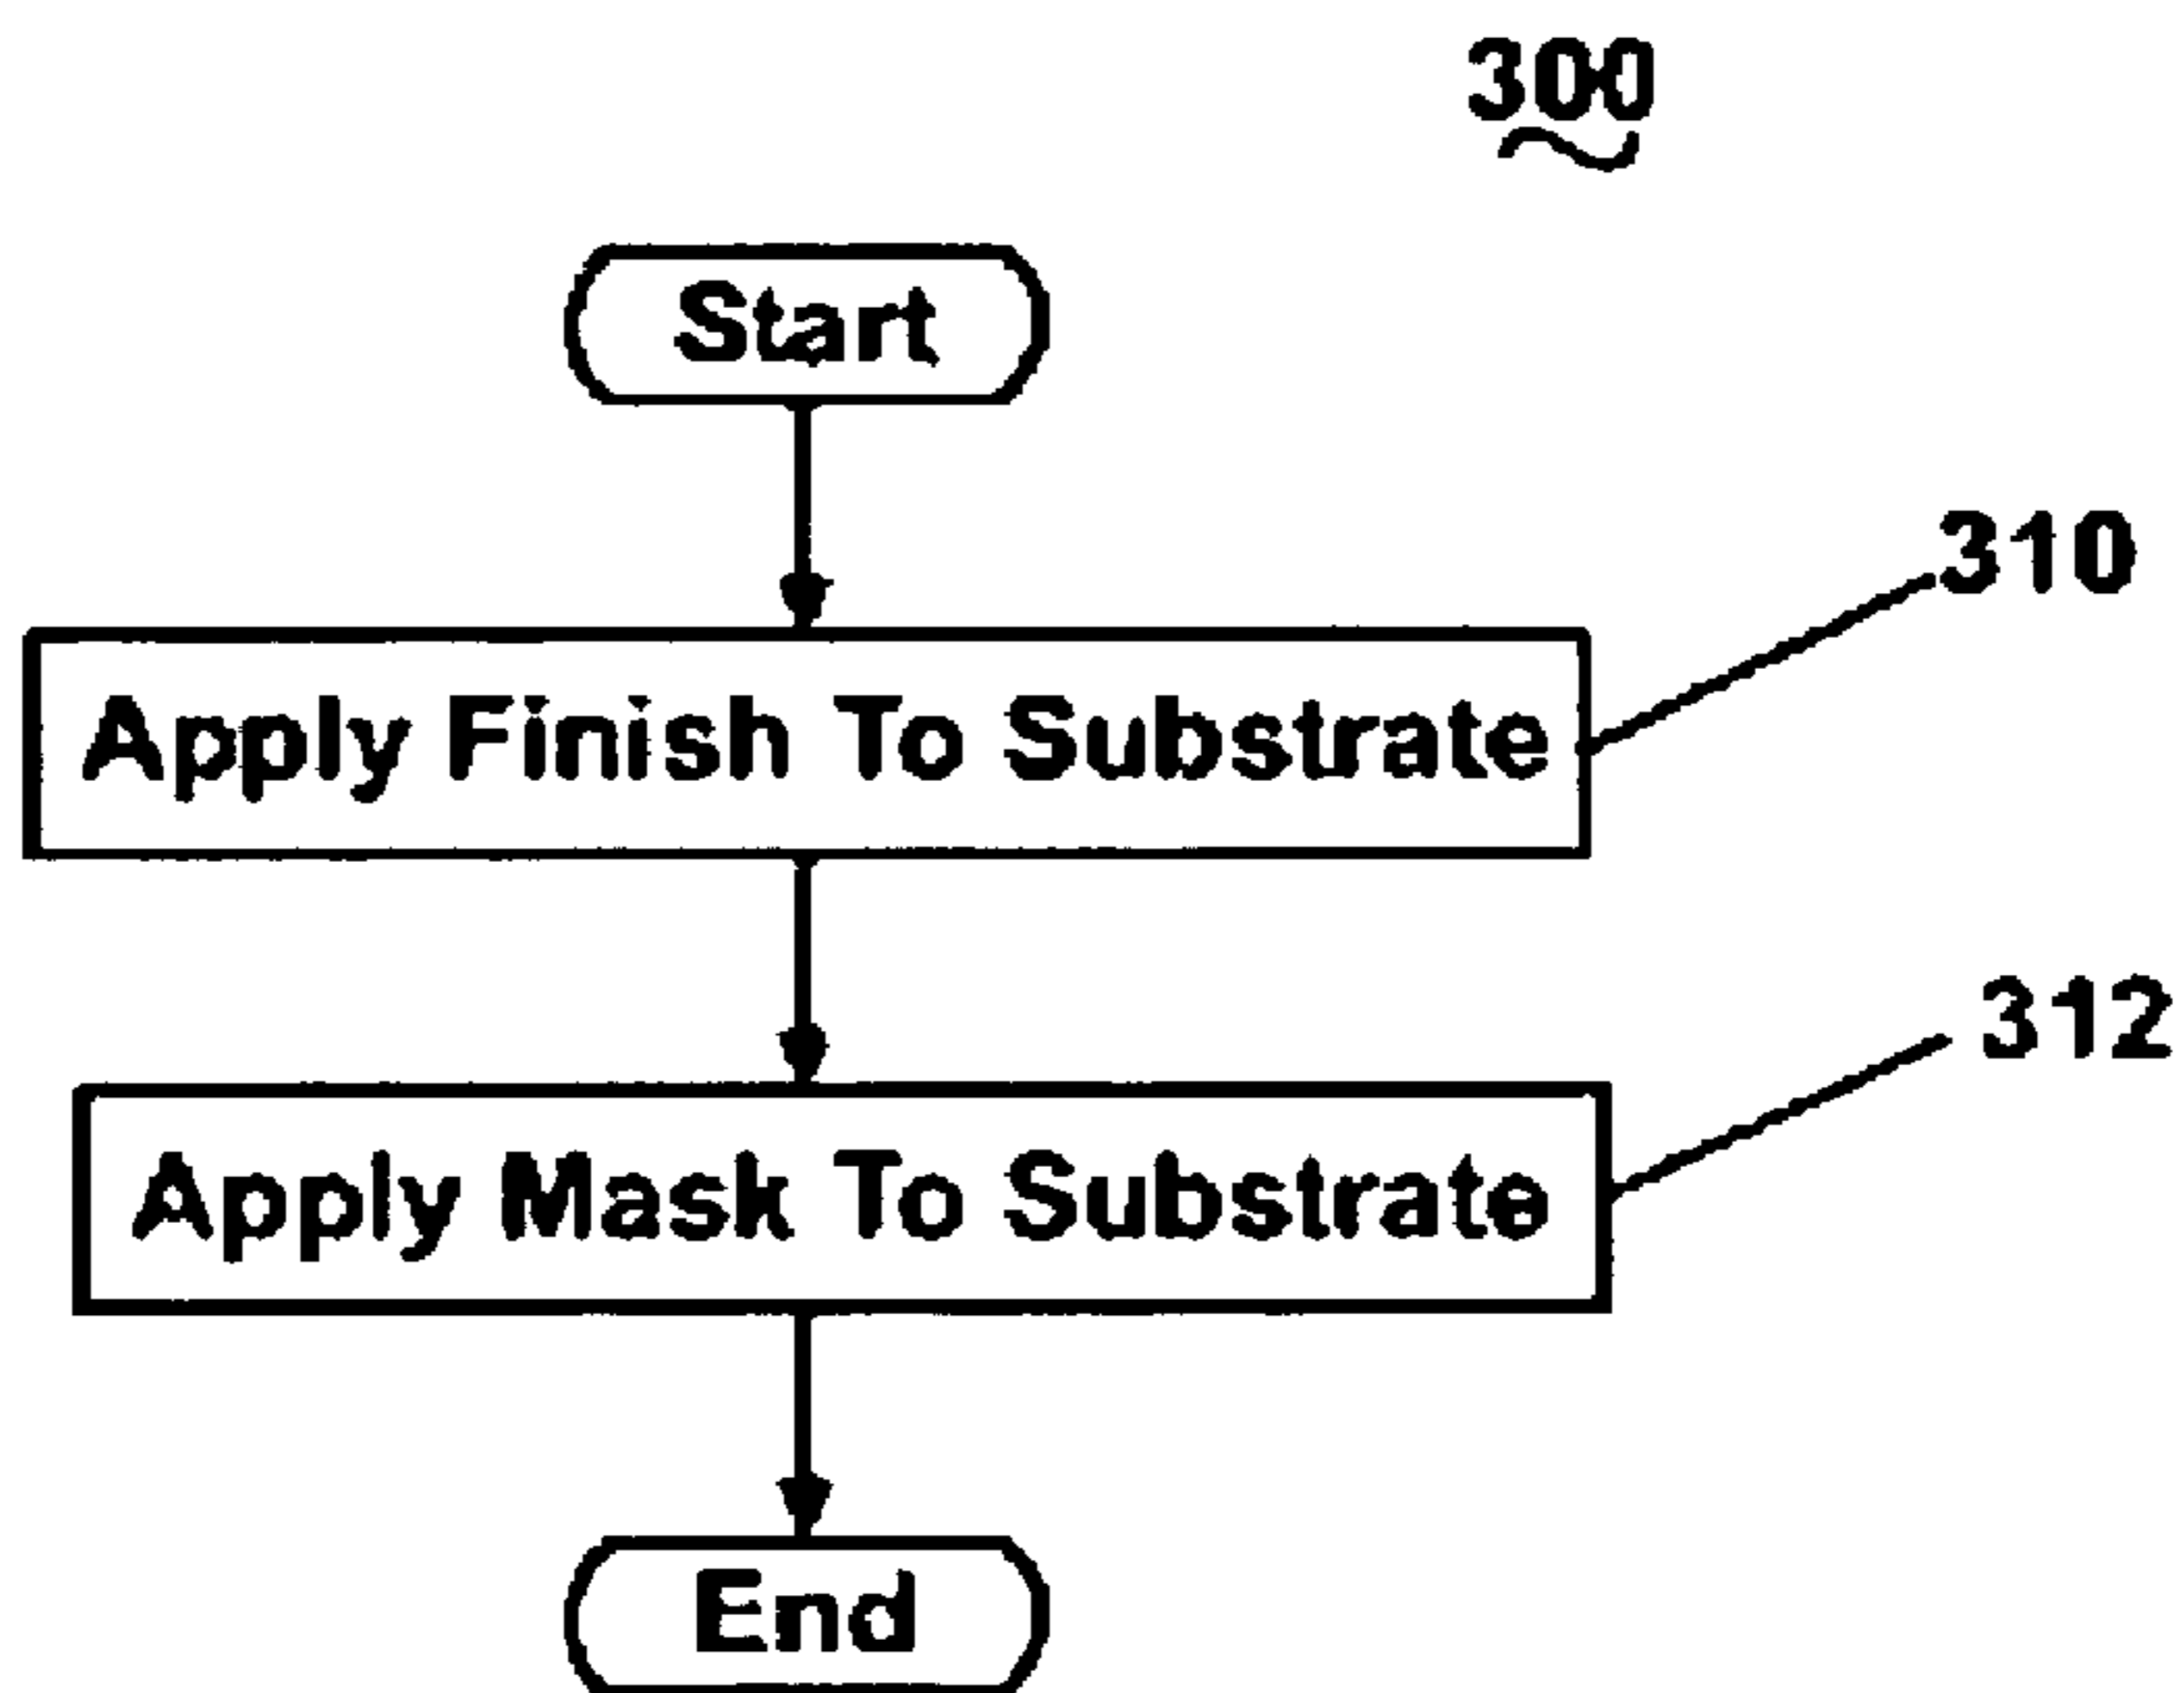 300
Start
310
Apply Finish To Substrate
312
Apply Mask To Substrate
End